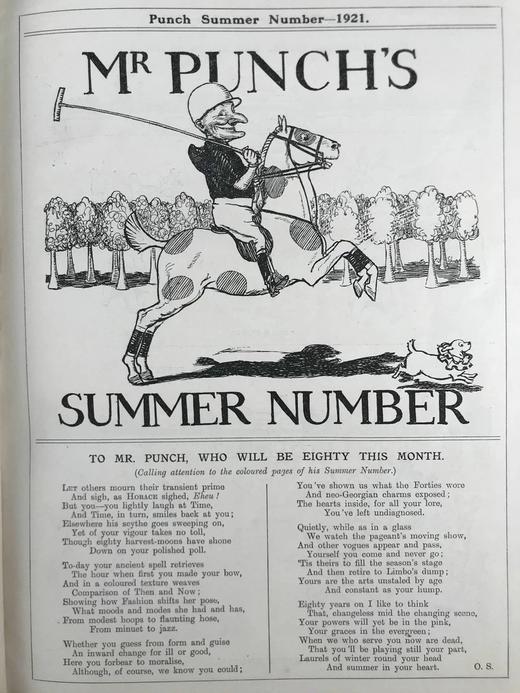 Punch Summer Number—1921.
MR PUNCH'S
SUMMER NUMBER
TO MR. PUNCH, WHO WILL BE EIGHTY THIS MONTH.
(Calling attention to the coloured pages of his Summer Number.)
LET others mourn their transient prime
And sigh, as HORACE sighed, Eheu!
But you—you lightly laugh at Time,
And Time, in turn, smiles back at you;
Elsewhere his scythe goes sweeping on,
Yet of your vigour takes no toll,
Though eighty harvest-moons have shone
Down on your polished poll.
To-day your ancient spell retrieves
The hour when first you made your bow,
And in a coloured texture weaves
Comparison of Then and Now;
Showing how Fashion shifts her pose,
What moods and modes she had and has,
From modest hoops to flaunting hose,
From minuet to jazz.
Whether you guess from form and guise
An inward change for ill or good,
Here you forbear to moralise,
Although, of course, we know you could;
You've shown us what the Forties wore
And neo-Georgian charms exposed;
The hearts inside, for all your lore,
You've left undiagnosed.
Quietly, while as in a glass
We watch the pageant's moving show,
And other vogues appear and pass,
Yourself you come and never go;
'Tis theirs to fill the season's stage
And then retire to Limbo's dump;
Yours are the arts unstaled by age
And constant as your hump.
Eighty years on I like to think
That, changeless mid the changing scene,
Your powers will yet be in the pink,
Your graces in the evergreen;
When we who serve you now are dead,
That you'll be playing still your part,
Laurels of winter round your head
And summer in your heart.
O. S.